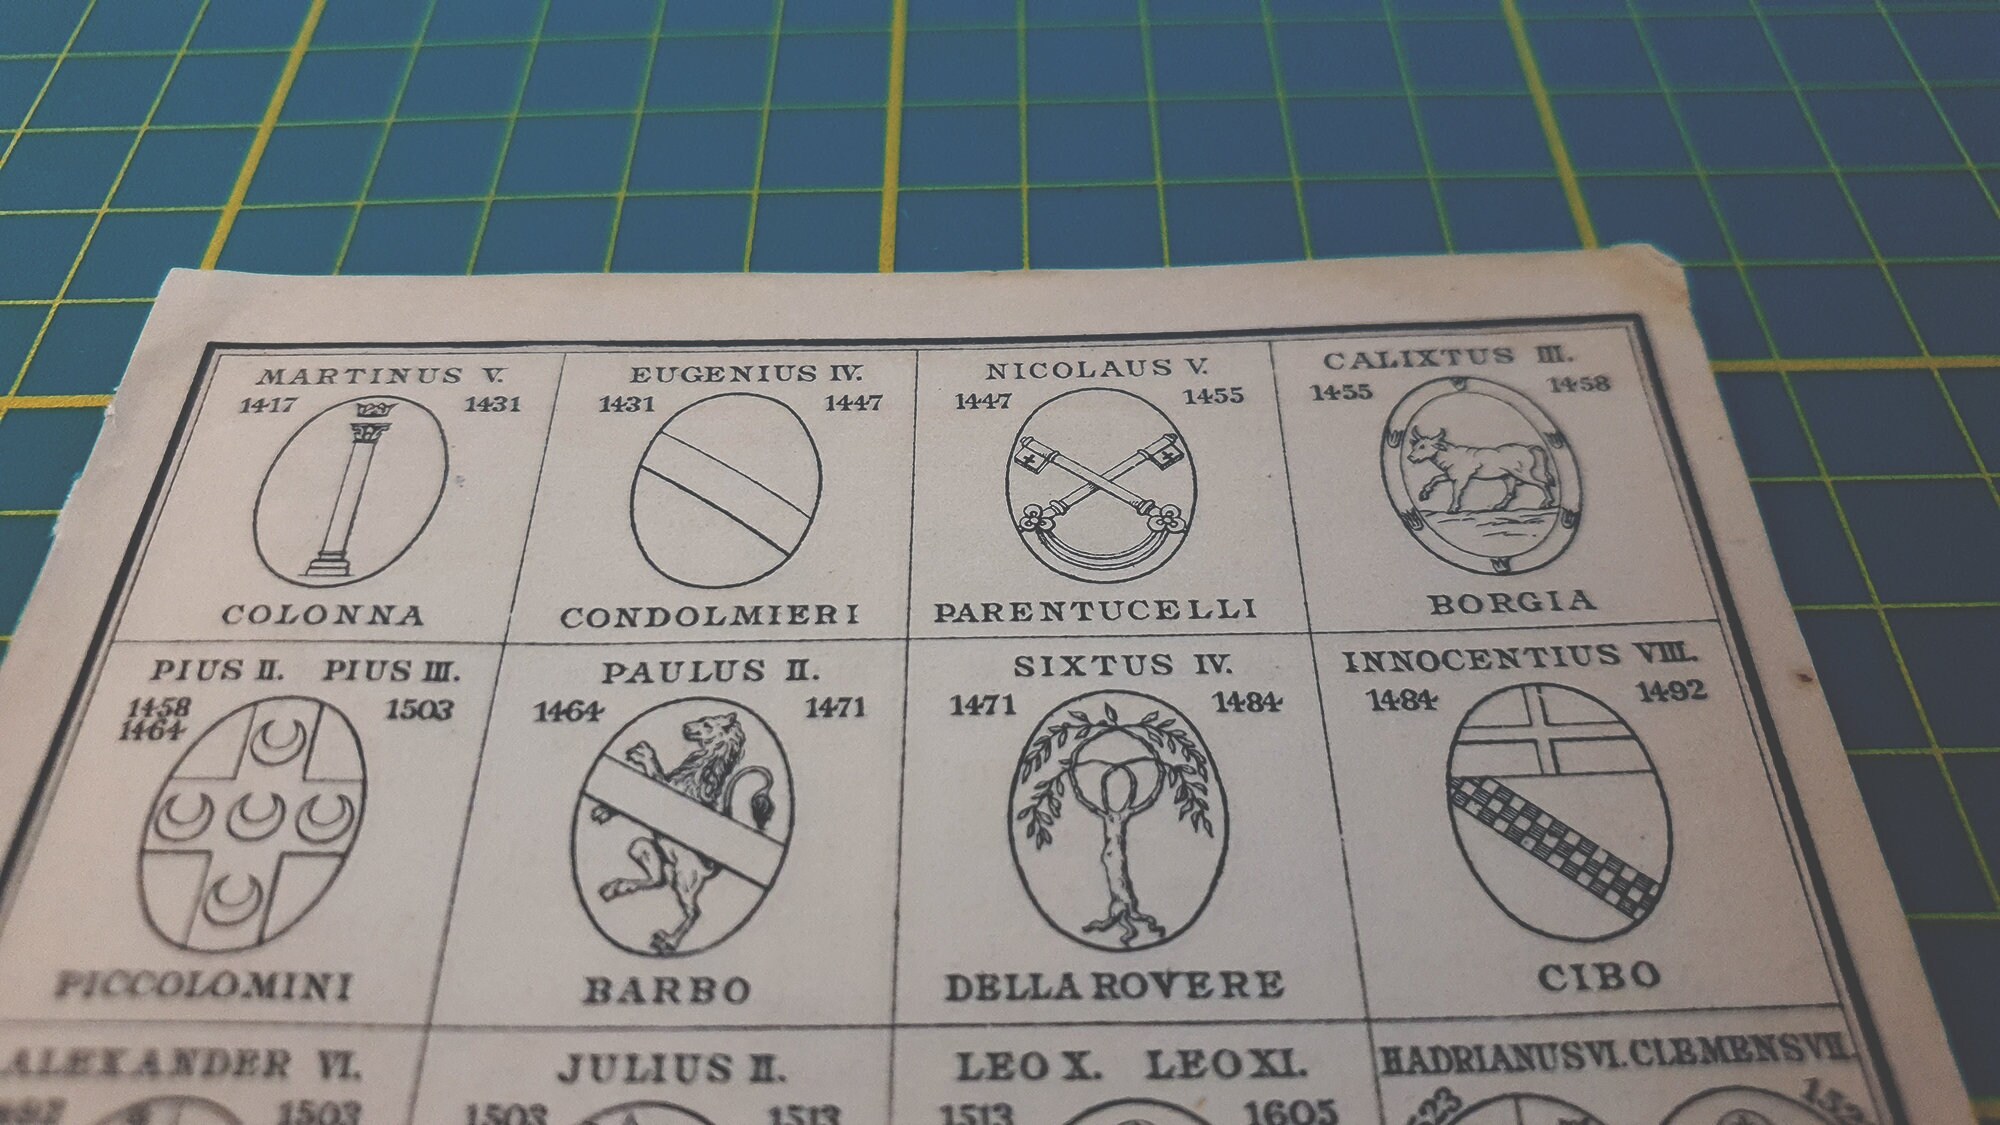 MARTINUS V.
1417 1431
COLONNA
EUGENIUS IV.
1431 1447
CONDOLMIERI
NICOLAUS V.
1447 1455
PARENTUCELLI
CALIXTUS III.
1455 1458
BORGIA
PIUS II. PIUS III.
1458 1503
1464
PICCOLOMINI
PAULUS II.
1464 1471
BARBO
SIXTUS IV.
1471 1484
DELLA ROVERE
INNOCENTIUS VIII.
1484 1492
CIBO
ALEXANDER VI.
1503
JULIUS II.
1503 1513
LEO X. LEO XI.
1513 1605
HADRIANUS VI. CLEMENS VII.